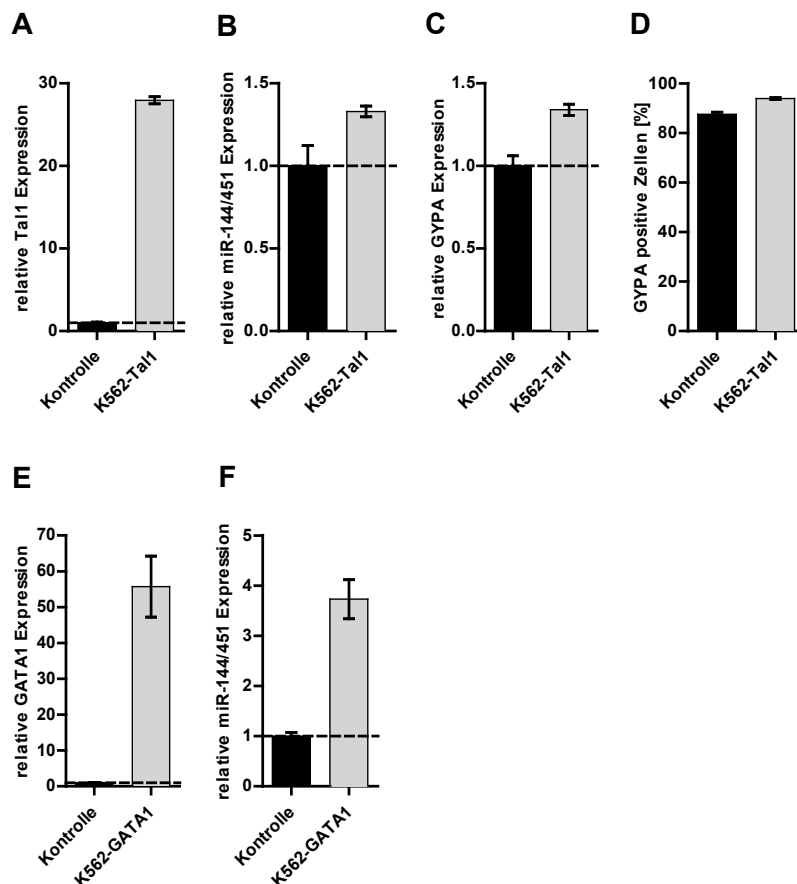 A
relative Tal1 Expression
30
20
10
0
Kontrolle
K562-Tal1
B
relative miR-144/451 Expression
1.5
1.0
0.5
0.0
Kontrolle
K562-Tal1
C
relative GYPA Expression
1.5
1.0
0.5
0.0
Kontrolle
K562-Tal1
D
GYPA positive Zellen [%]
100
80
60
40
20
0
Kontrolle
K562-Tal1
E
relative GATA1 Expression
70
60
50
40
30
20
10
0
Kontrolle
K562-GATA1
F
relative miR-144/451 Expression
5
4
3
2
1
0
Kontrolle
K562-GATA1